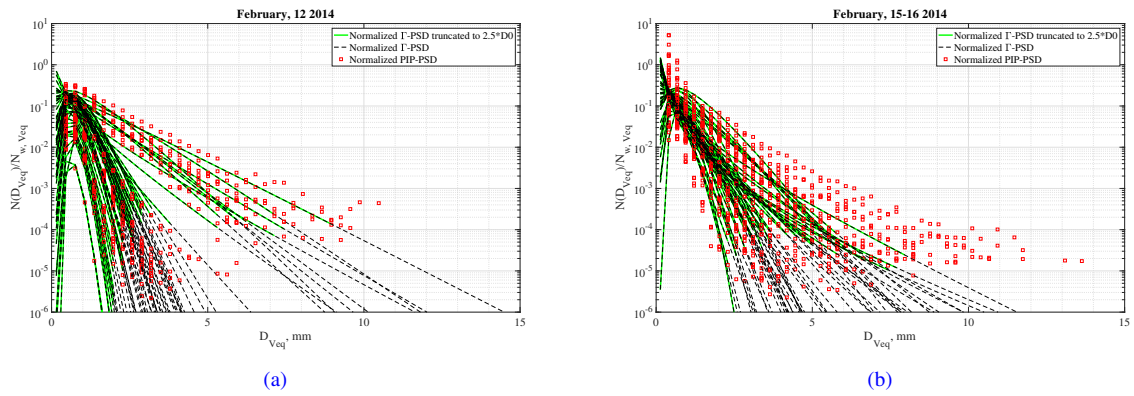 February, 12 2014
Normalized Γ-PSD truncated to 2.5*D0
Normalized Γ-PSD
Normalized PIP-PSD
10^1
10^0
10^-1
10^-2
10^-3
10^-4
10^-5
10^-6
N(D_Veq)/N_w, Veq
0 5 10 15
D_Veq, mm
(a)
February, 15-16 2014
Normalized Γ-PSD truncated to 2.5*D0
Normalized Γ-PSD
Normalized PIP-PSD
10^1
10^0
10^-1
10^-2
10^-3
10^-4
10^-5
10^-6
N(D_Veq)/N_w, Veq
0 5 10 15
D_Veq, mm
(b)